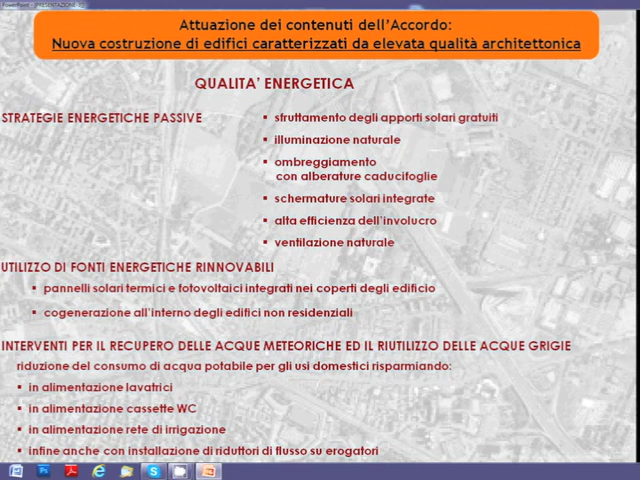 PowerPoint - [PRESENTAZIONE
Attuazione dei contenuti dell'Accordo:
Nuova costruzione di edifici caratterizzati da elevata qualità architettonica
QUALITA' ENERGETICA
STRATEGIE ENERGETICHE PASSIVE
▪ sfruttamento degli apporti solari gratuiti
▪ illuminazione naturale
▪ ombreggiamento
con alberature caducifoglie
▪ schermature solari integrate
▪ alta efficienza dell'involucro
▪ ventilazione naturale
UTILIZZO DI FONTI ENERGETICHE RINNOVABILI
▪ pannelli solari termici e fotovoltaici integrati nei coperti degli edificio
▪ cogenerazione all'interno degli edifici non residenziali
INTERVENTI PER IL RECUPERO DELLE ACQUE METEORICHE ED IL RIUTILIZZO DELLE ACQUE GRIGIE
riduzione del consumo di acqua potabile per gli usi domestici risparmiando:
▪ in alimentazione lavatrici
▪ in alimentazione cassette WC
▪ in alimentazione rete di irrigazione
▪ infine anche con installazione di riduttori di flusso su erogatori